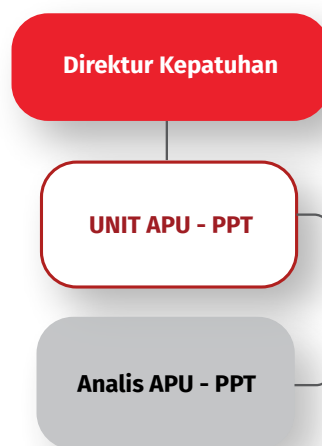 Direktur Kepatuhan
UNIT APU - PPT
Analis APU - PPT